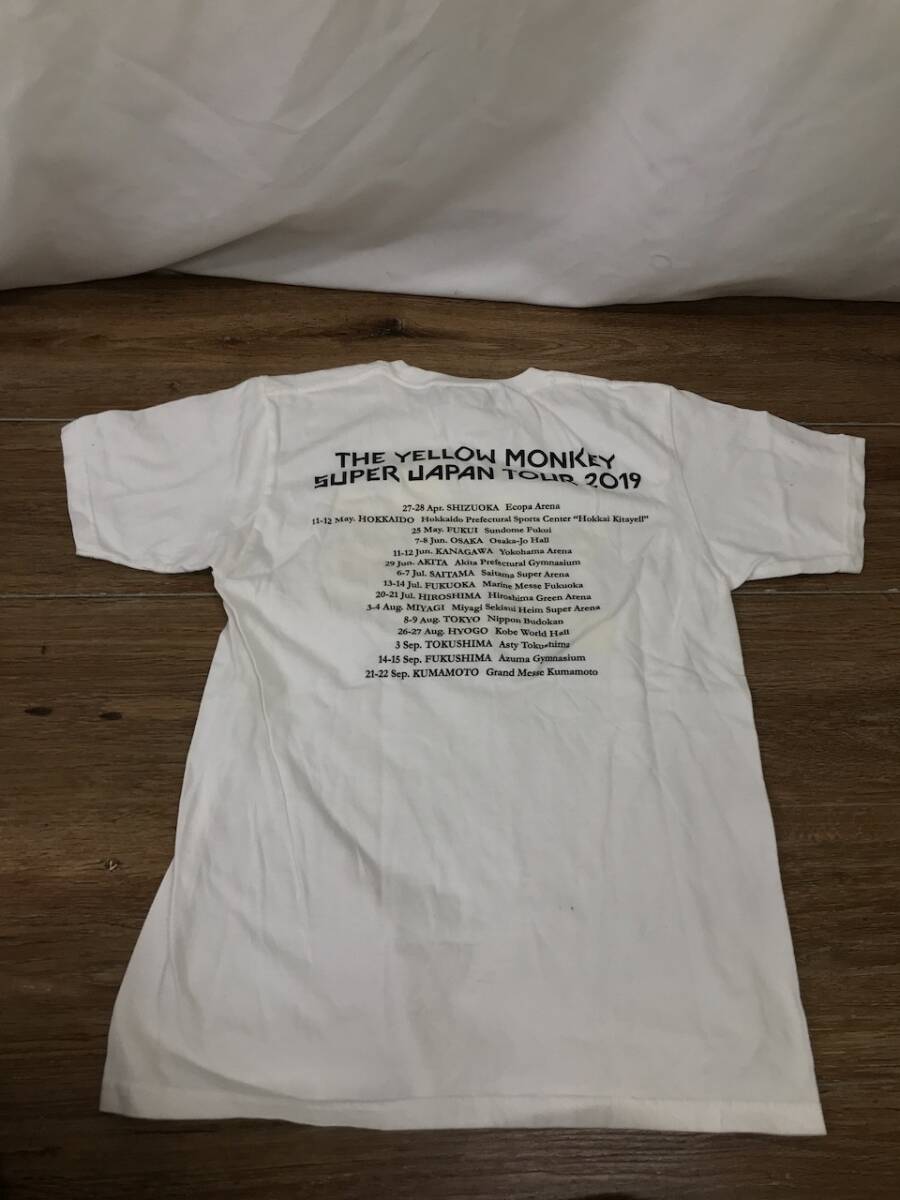 THE YELLOW MONKEY
SUPER JAPAN TOUR 2019
27-28 Apr. SHIZUOKA Ecopa Arena
11-12 May. HOKKAIDO Hokkaido Prefectural Sports Center "Hokkai Kitayell"
25 May. FUKUI Sundome Fukui
7-8 Jun. OSAKA Osaka-Jo Hall
11-12 Jun. KANAGAWA Yokohama Arena
29 Jun. AKITA Akita Prefectural Gymnasium
6-7 Jul. SAITAMA Saitama Super Arena
13-14 Jul. FUKUOKA Marine Messe Fukuoka
20-21 Jul. HIROSHIMA Hiroshima Green Arena
3-4 Aug. MIYAGI Miyagi Sekisui Heim Super Arena
8-9 Aug. TOKYO Nippon Budokan
26-27 Aug. HYOGO Kobe World Hall
3 Sep. TOKUSHIMA Asty Tokushima
14-15 Sep. FUKUSHIMA Azuma Gymnasium
21-22 Sep. KUMAMOTO Grand Messe Kumamoto